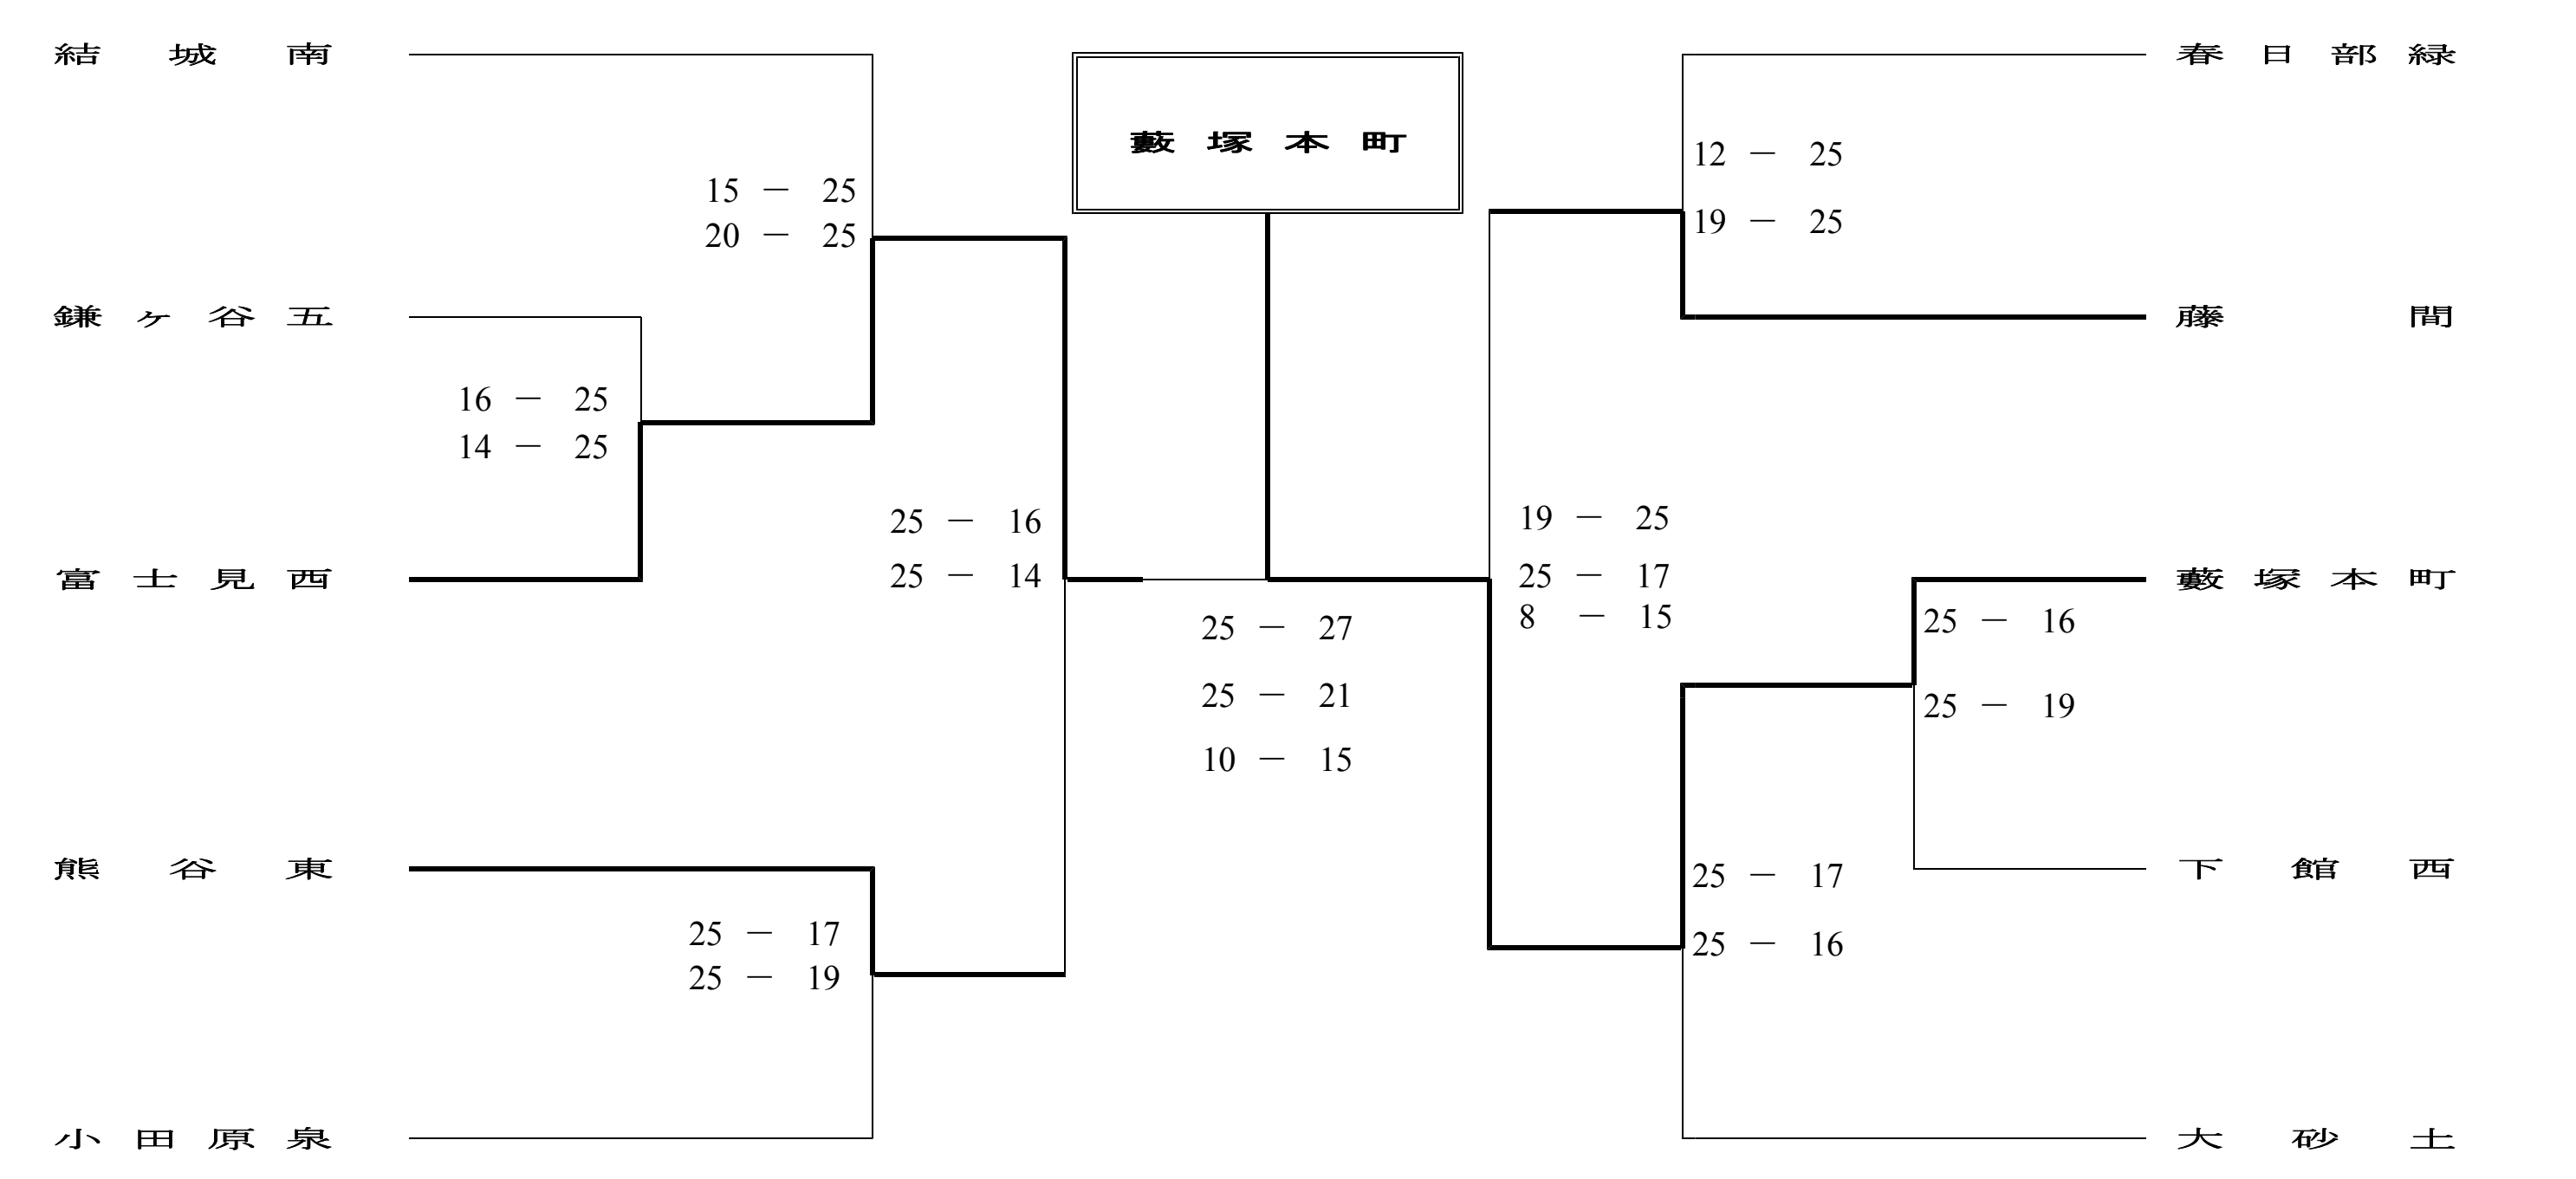 結城南
春日部緑
藪塚本町
12 － 25
15 － 25
19 － 25
20 － 25
鎌ヶ谷五
藤間
16 － 25
14 － 25
25 － 16
19 － 25
富士見西
25 － 14
25 － 17
藪塚本町
8 － 15
25 － 16
25 － 27
25 － 21
25 － 19
10 － 15
熊谷東
25 － 17
下館西
25 － 17
25 － 16
25 － 19
小田原泉
大砂土